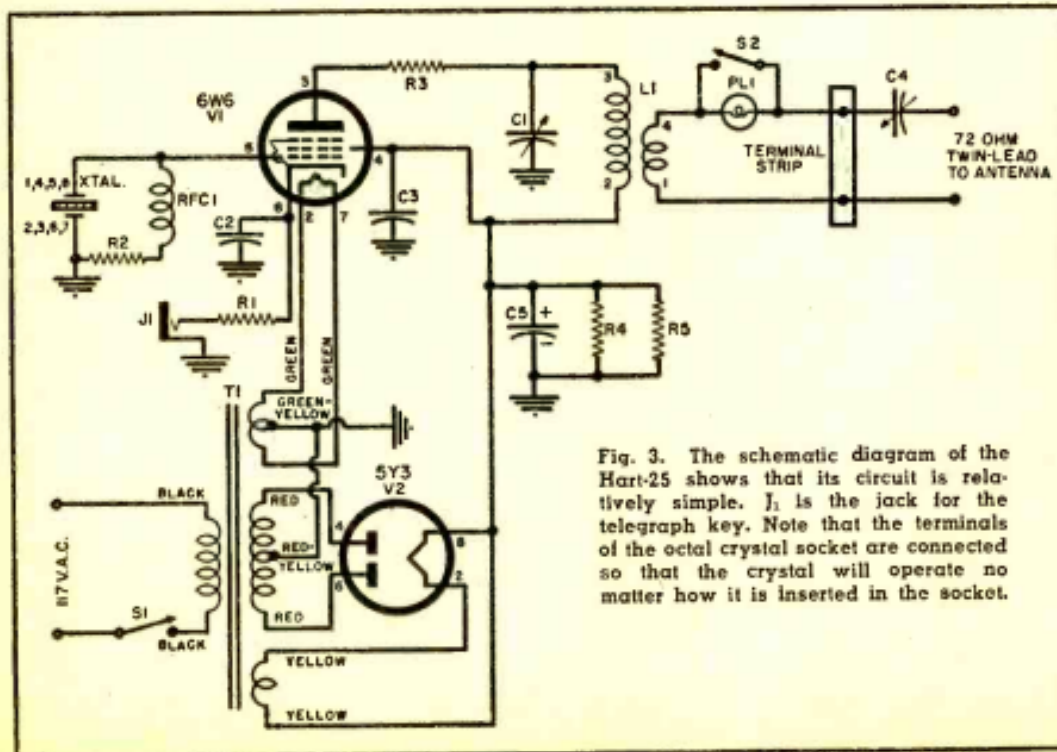 S2
3
R3
L1
PL1
C4
6W6
V1
C1
4
5
4
TERMINAL
STRIP
72 OHM
TWIN-LEAD
TO ANTENNA
1,4,5,8 XTAL.
RFC1
2
1
2,3,6,7
8
2
7
C3
R2
C2
J1
R1
C5
+
-
R4
R5
GREEN
GREEN
T1
GREEN-
YELLOW
5Y3
V2
BLACK
RED
4
8
RED-
YELLOW
117 V.A.C.
2
6
S1
RED
BLACK
YELLOW
YELLOW
Fig. 3. The schematic diagram of the
Hart-25 shows that its circuit is rela-
tively simple. J₁ is the jack for the
telegraph key. Note that the terminals
of the octal crystal socket are connected
so that the crystal will operate no
matter how it is inserted in the socket.